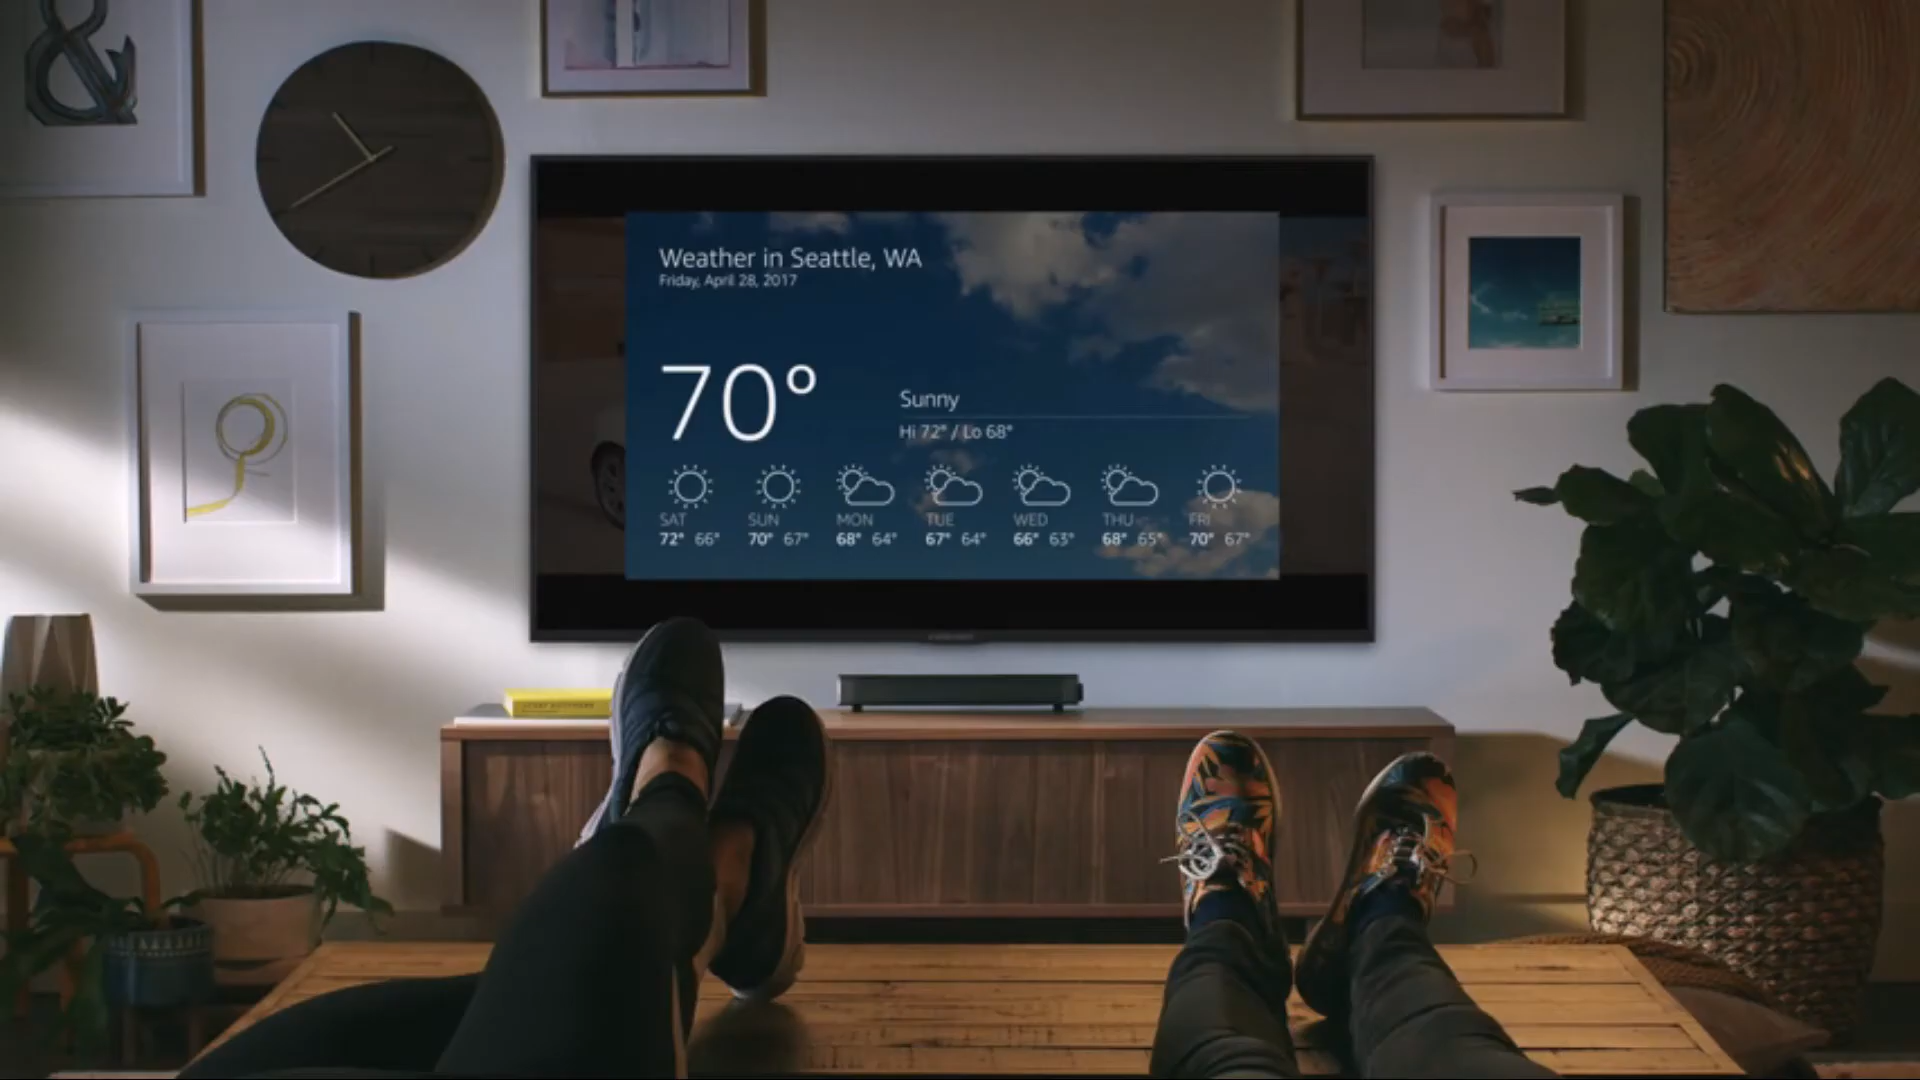 &
Weather in Seattle, WA
Friday, April 28, 2017
70°
Sunny
Hi 72° / Lo 68°
SAT SUN MON TUE WED THU FRI
72° 66° 70° 67° 68° 64° 67° 64° 66° 63° 68° 65° 70° 67°